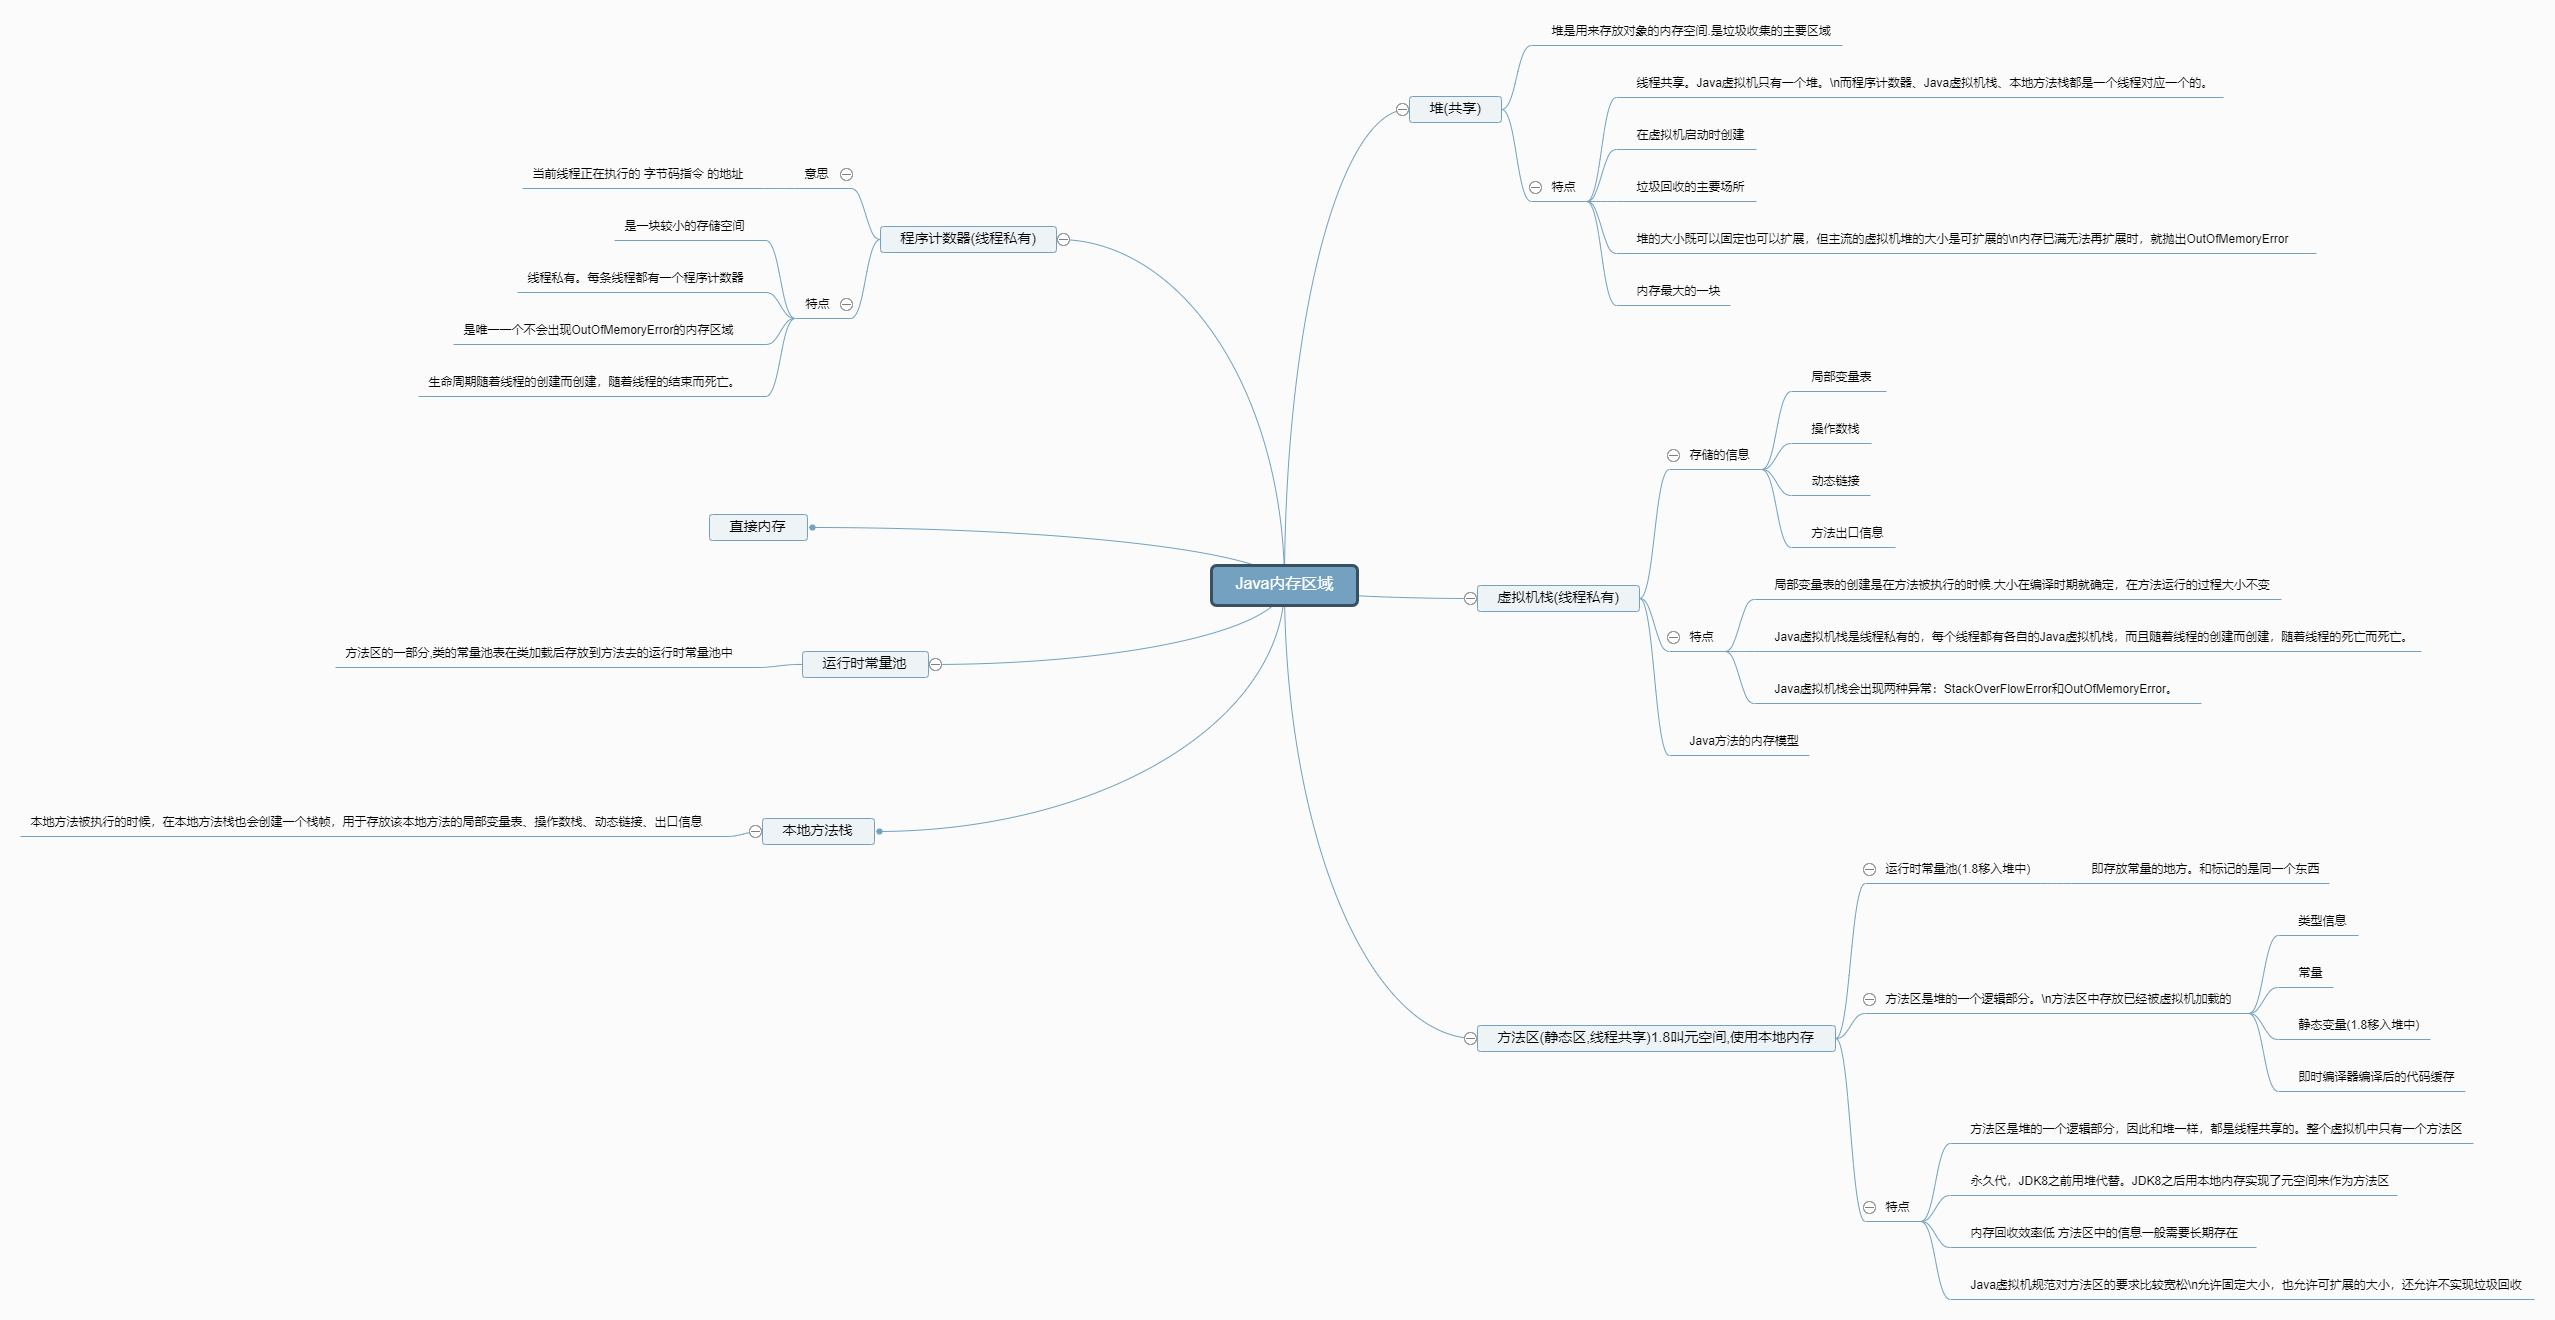 Java内存区域
堆(共享)
堆是用来存放对象的内存空间.是垃圾收集的主要区域
特点
线程共享。Java虚拟机只有一个堆。\n而程序计数器、Java虚拟机栈、本地方法栈都是一个线程对应一个的。
在虚拟机启动时创建
垃圾回收的主要场所
堆的大小既可以固定也可以扩展，但主流的虚拟机堆的大小是可扩展的\n内存已满无法再扩展时，就抛出OutOfMemoryError
内存最大的一块
虚拟机栈(线程私有)
存储的信息
局部变量表
操作数栈
动态链接
方法出口信息
特点
局部变量表的创建是在方法被执行的时候.大小在编译时期就确定，在方法运行的过程大小不变
Java虚拟机栈是线程私有的，每个线程都有各自的Java虚拟机栈，而且随着线程的创建而创建，随着线程的死亡而死亡。
Java虚拟机栈会出现两种异常：StackOverFlowError和OutOfMemoryError。
Java方法的内存模型
方法区(静态区,线程共享)1.8叫元空间,使用本地内存
运行时常量池(1.8移入堆中)
即存放常量的地方。和标记的是同一个东西
方法区是堆的一个逻辑部分。\n方法区中存放已经被虚拟机加载的
类型信息
常量
静态变量(1.8移入堆中)
即时编译器编译后的代码缓存
特点
方法区是堆的一个逻辑部分，因此和堆一样，都是线程共享的。整个虚拟机中只有一个方法区
永久代，JDK8之前用堆代替。JDK8之后用本地内存实现了元空间来作为方法区
内存回收效率低 方法区中的信息一般需要长期存在
Java虚拟机规范对方法区的要求比较宽松\n允许固定大小，也允许可扩展的大小，还允许不实现垃圾回收
程序计数器(线程私有)
意思
当前线程正在执行的 字节码指令 的地址
特点
是一块较小的存储空间
线程私有。每条线程都有一个程序计数器
是唯一一个不会出现OutOfMemoryError的内存区域
生命周期随着线程的创建而创建，随着线程的结束而死亡。
直接内存
运行时常量池
方法区的一部分,类的常量池表在类加载后存放到方法去的运行时常量池中
本地方法栈
本地方法被执行的时候，在本地方法栈也会创建一个栈帧，用于存放该本地方法的局部变量表、操作数栈、动态链接、出口信息